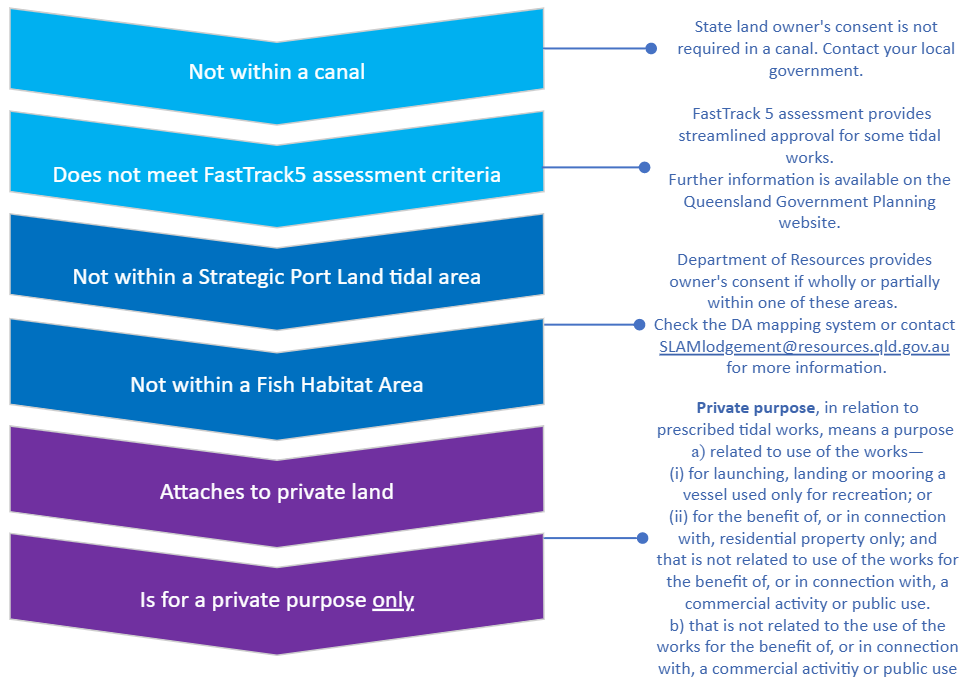 Not within a canal
State land owner's consent is not
required in a canal. Contact your local
government.
Does not meet FastTrack5 assessment criteria
FastTrack 5 assessment provides
streamlined approval for some tidal
works.
Further information is available on the
Queensland Government Planning
website.
Not within a Strategic Port Land tidal area
Not within a Fish Habitat Area
Department of Resources provides
owner's consent if wholly or partially
within one of these areas.
Check the DA mapping system or contact
SLAMlodgement@resources.qld.gov.au
for more information.
Attaches to private land
Is for a private purpose only
Private purpose, in relation to
prescribed tidal works, means a purpose
a) related to use of the works—
(i) for launching, landing or mooring a
vessel used only for recreation; or
(ii) for the benefit of, or in connection
with, residential property only; and
that is not related to use of the works for
the benefit of, or in connection with, a
commercial activity or public use.
b) that is not related to the use of the
works for the benefit of, or in connection
with, a commercial activitiy or public use